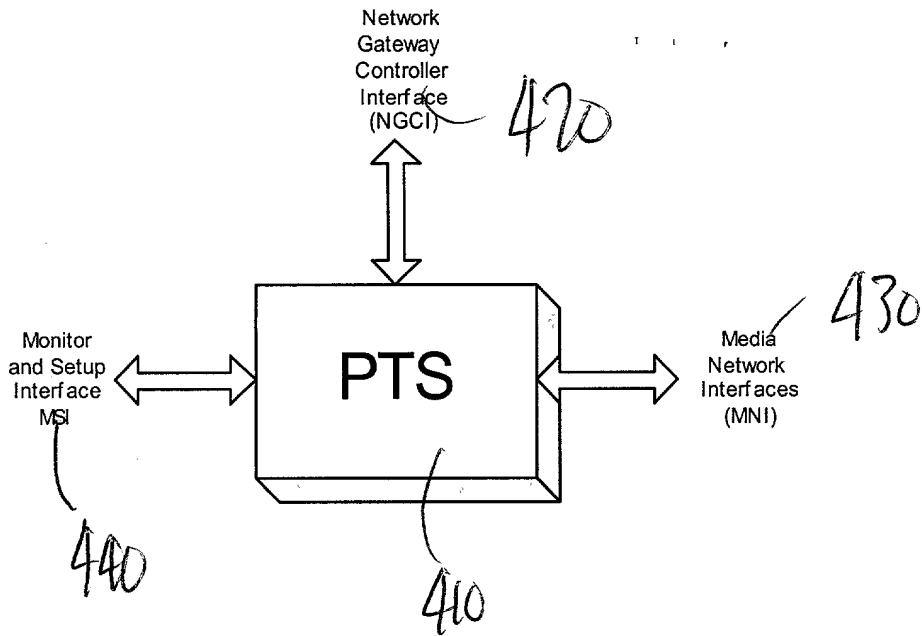 Network
Gateway
Controller
Interface
(NGCI)
420
Monitor
and Setup
Interface
MSI
440
PTS
410
Media
Network
Interfaces
(MNI)
430